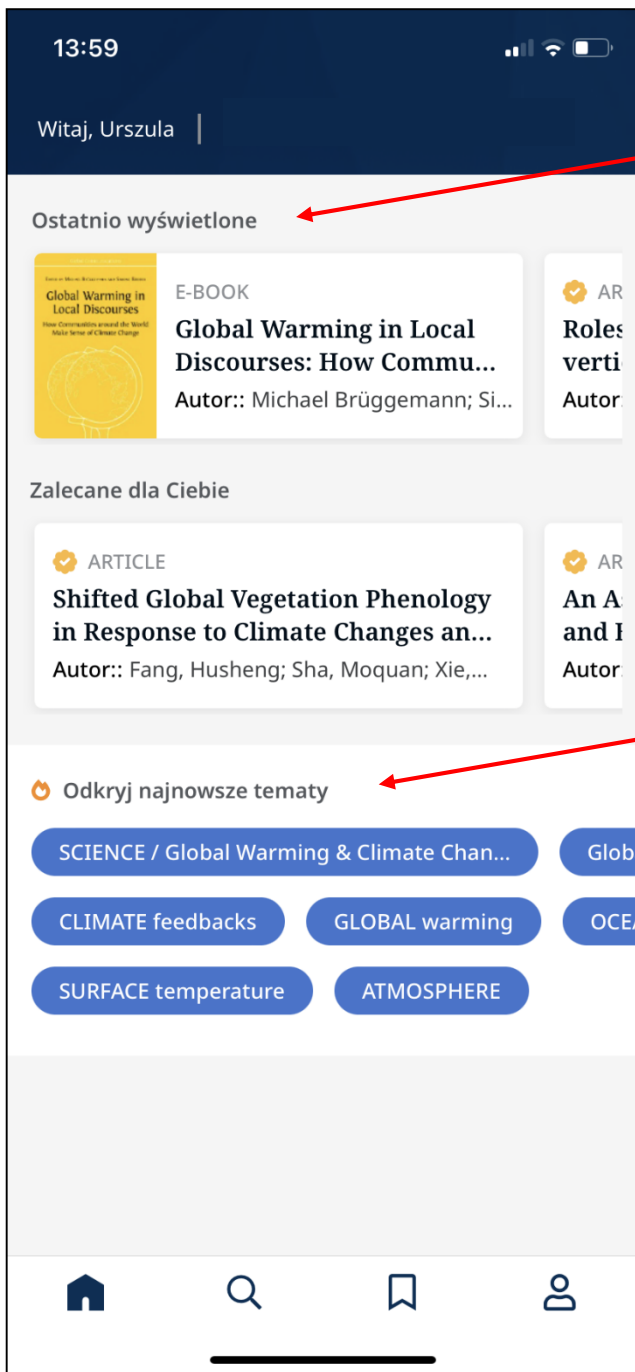 13:59
Witaj, Urszula
Ostatnio wyświetlone
Global Warming in
Local Discourses
How Communities around the World
Make Sense of Climate Change
E-BOOK
Global Warming in Local
Discourses: How Commu...
Autor:: Michael Brüggemann; Si...
AR
Roles
verti
Autor:
Zalecane dla Ciebie
ARTICLE
Shifted Global Vegetation Phenology
in Response to Climate Changes an...
Autor:: Fang, Husheng; Sha, Moquan; Xie,...
AR
An A
and
Autor:
Odkryj najnowsze tematy
SCIENCE / Global Warming & Climate Chan...
Glob
CLIMATE feedbacks
GLOBAL warming
OCEA
SURFACE temperature
ATMOSPHERE